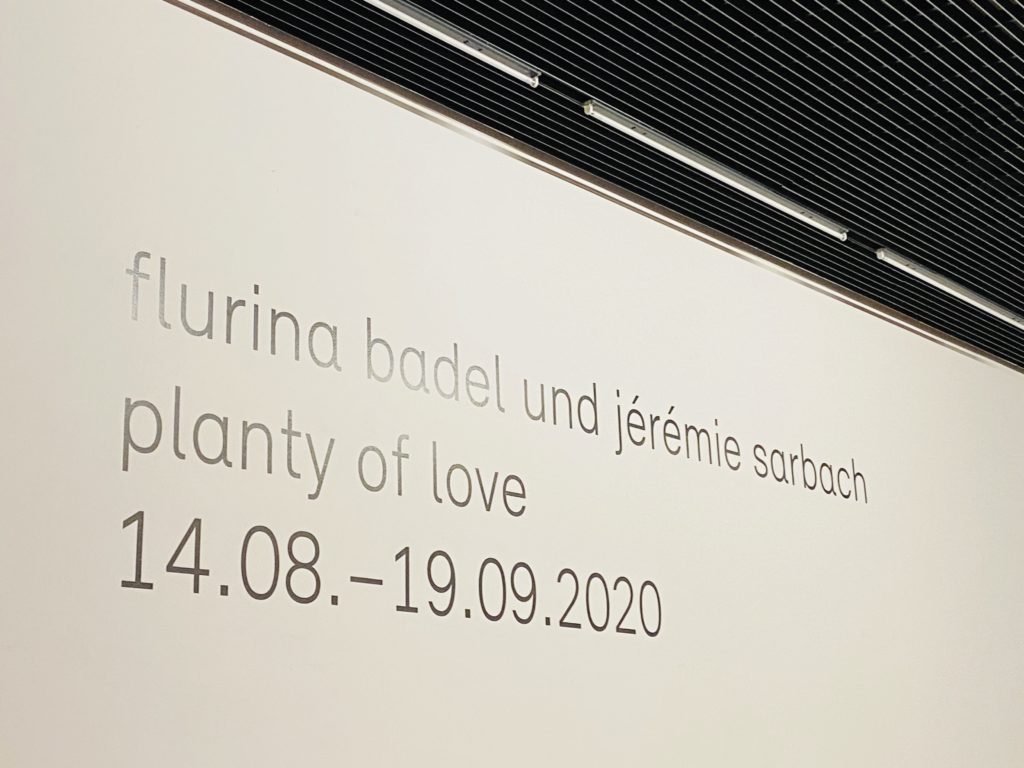 flurina badel und jérémie sarbach
planty of love
14.08.–19.09.2020